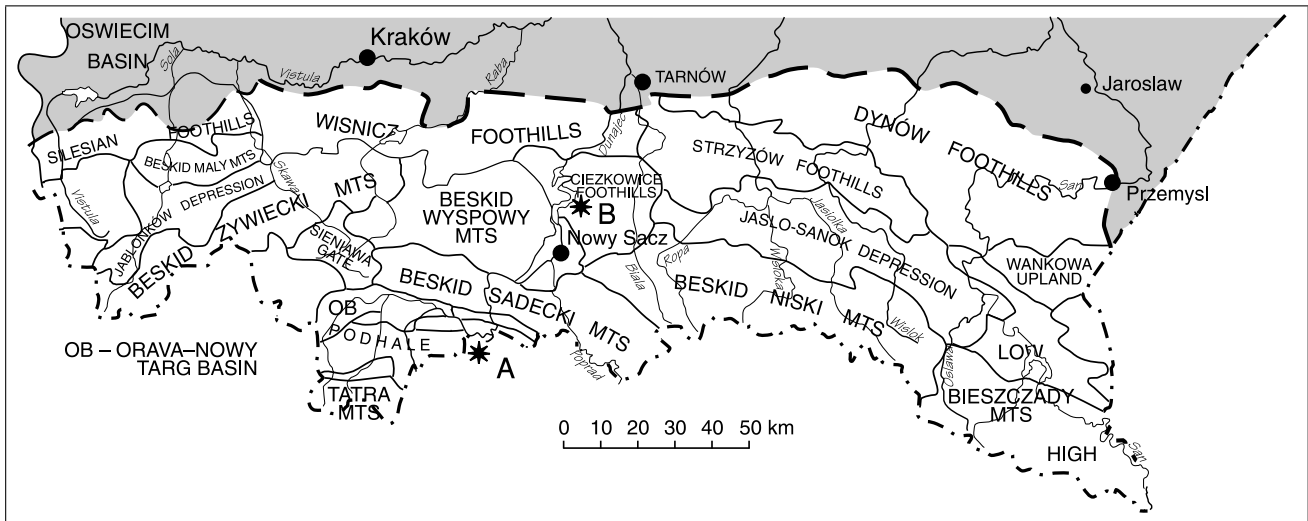 OSWIECIM
BASIN
Sola
Vistula
Kraków
Raba
TARNÓW
Jaroslaw
SILESIAN
FOOTHILLS
BESKID MALY MTS
WISNICZ
FOOTHILLS
Dunajec
DYNÓW
FOOTHILLS
STRZYZÓW FOOTHILLS
San
Przemysl
Vistula
JABLONKÓW DEPRESSION
Skawa
MTS
ZYWIECKI
BESKID
BESKID
WYSPOWY
MTS
CIEZKOWICE
FOOTHILLS
B
Nowy Sacz
JASLO-SANOK DEPRESSION
Jasiolka
Wisloka
Ropa
Biala
SIENIAWA
GATE
BESKID
SADECKI
MTS
BESKID
NISKI
MTS
Wislok
WANKOWA
UPLAND
OB
PODHALE
A
Poprad
TATRA
MTS
OB – ORAVA–NOWY
TARG BASIN
LOW
Oslawa
BIESZCZADY
MTS
HIGH
San
0 10 20 30 40 50 km